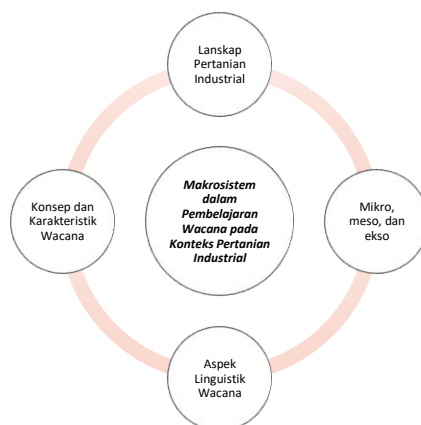 Lanskap
Pertanian
Industrial
Konsep dan
Karakteristik
Wacana
Makrosistem
dalam
Pembelajaran
Wacana pada
Konteks Pertanian
Industrial
Mikro,
meso, dan
ekso
Aspek
Linguistik
Wacana